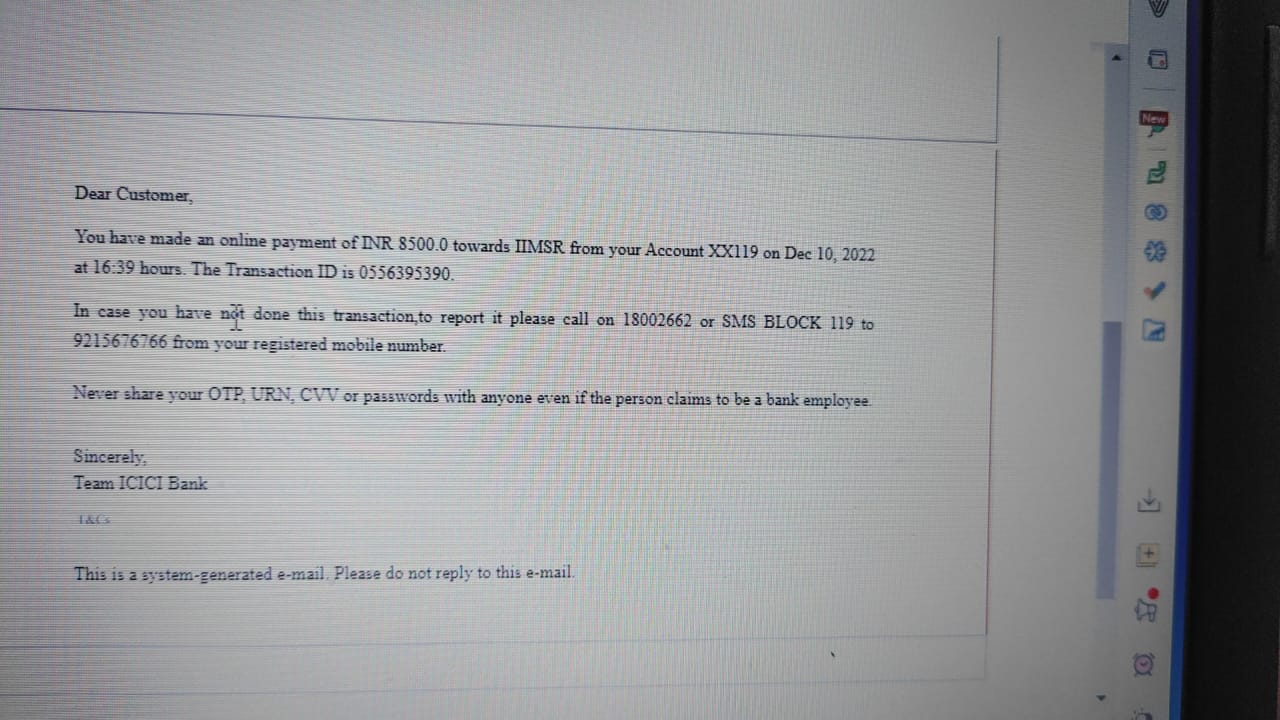 New
Dear Customer,
You have made an online payment of INR 8500.0 towards IIMSR from your Account XX119 on Dec 10, 2022
at 16:39 hours. The Transaction ID is 0556395390.
In case you have not done this transaction,to report it please call on 18002662 or SMS BLOCK 119 to
9215676766 from your registered mobile number.
Never share your OTP, URN, CVV or passwords with anyone even if the person claims to be a bank employee.
Sincerely,
Team ICICI Bank
T&Cs
This is a system-generated e-mail. Please do not reply to this e-mail.